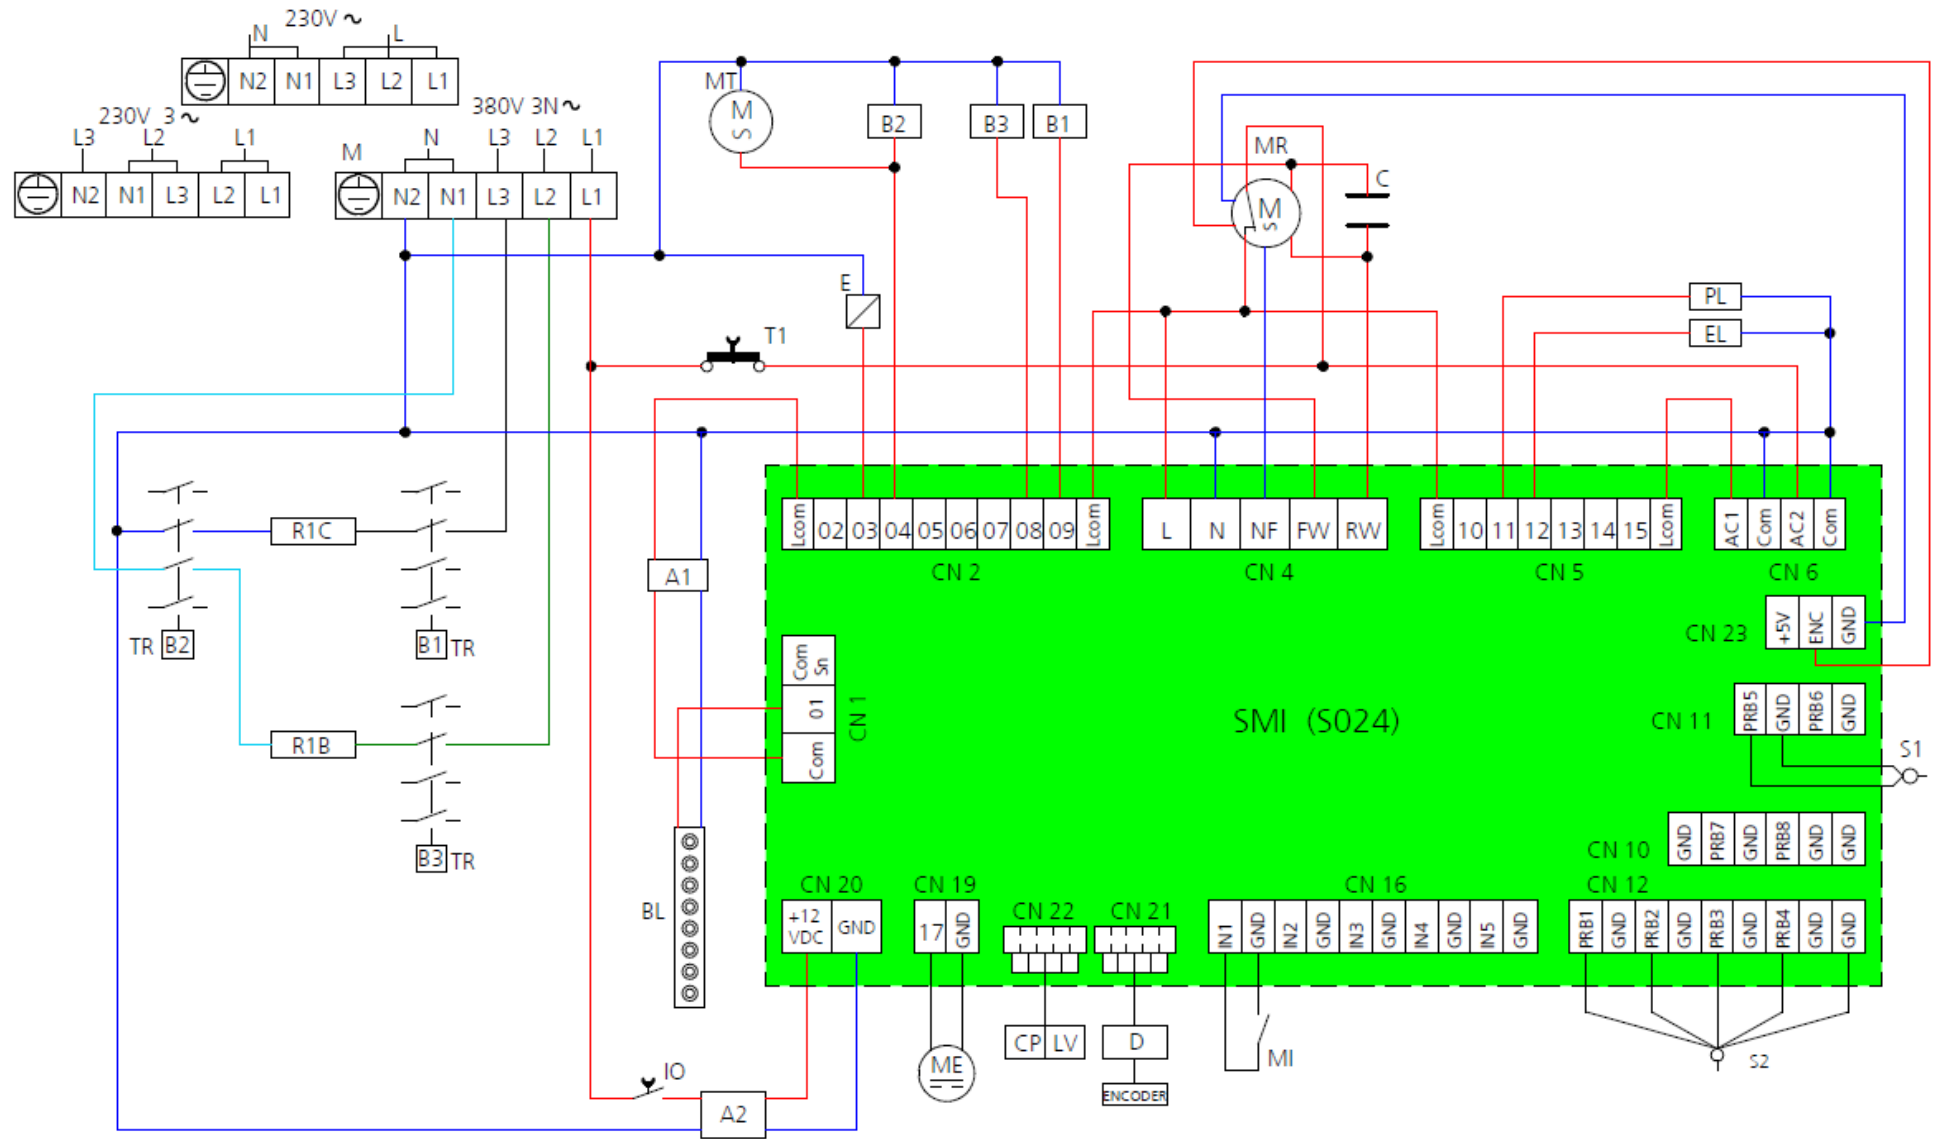 230V ~
N L
N2 N1 L3 L2 L1
230V 3 ~
L3 L2 L1
N2 N1 L3 L2 L1
380V 3N ~
M N L3 L2 L1
N2 N1 L3 L2 L1
MT
M
S
B2 B3 B1
MR
M
S
C
E
T1
PL
EL
Lcom 02 03 04 05 06 07 08 09 Lcom
CN 2
L N NF FW RW
CN 4
Lcom 10 11 12 13 14 15 Lcom
CN 5
AC1 Com AC2 Com
CN 6
R1C
A1
TR B2
B1 TR
R1B
B3 TR
Com Sn
01
Com
CN 1
SMI (S024)
CN 23
+5V ENC GND
CN 11
PRB5 GND PRB6 GND
S1
CN 10
GND PRB7 GND PRB8 GND GND
BL
CN 20
+12 VDC GND
CN 19
17 GND
CN 22
CN 21
CN 16
IN1 GND IN2 GND IN3 GND IN4 GND IN5 GND
CN 12
PRB1 GND PRB2 GND PRB3 GND PRB4 GND GND
IO
A2
ME
CP LV
D
ENCODER
MI
S2